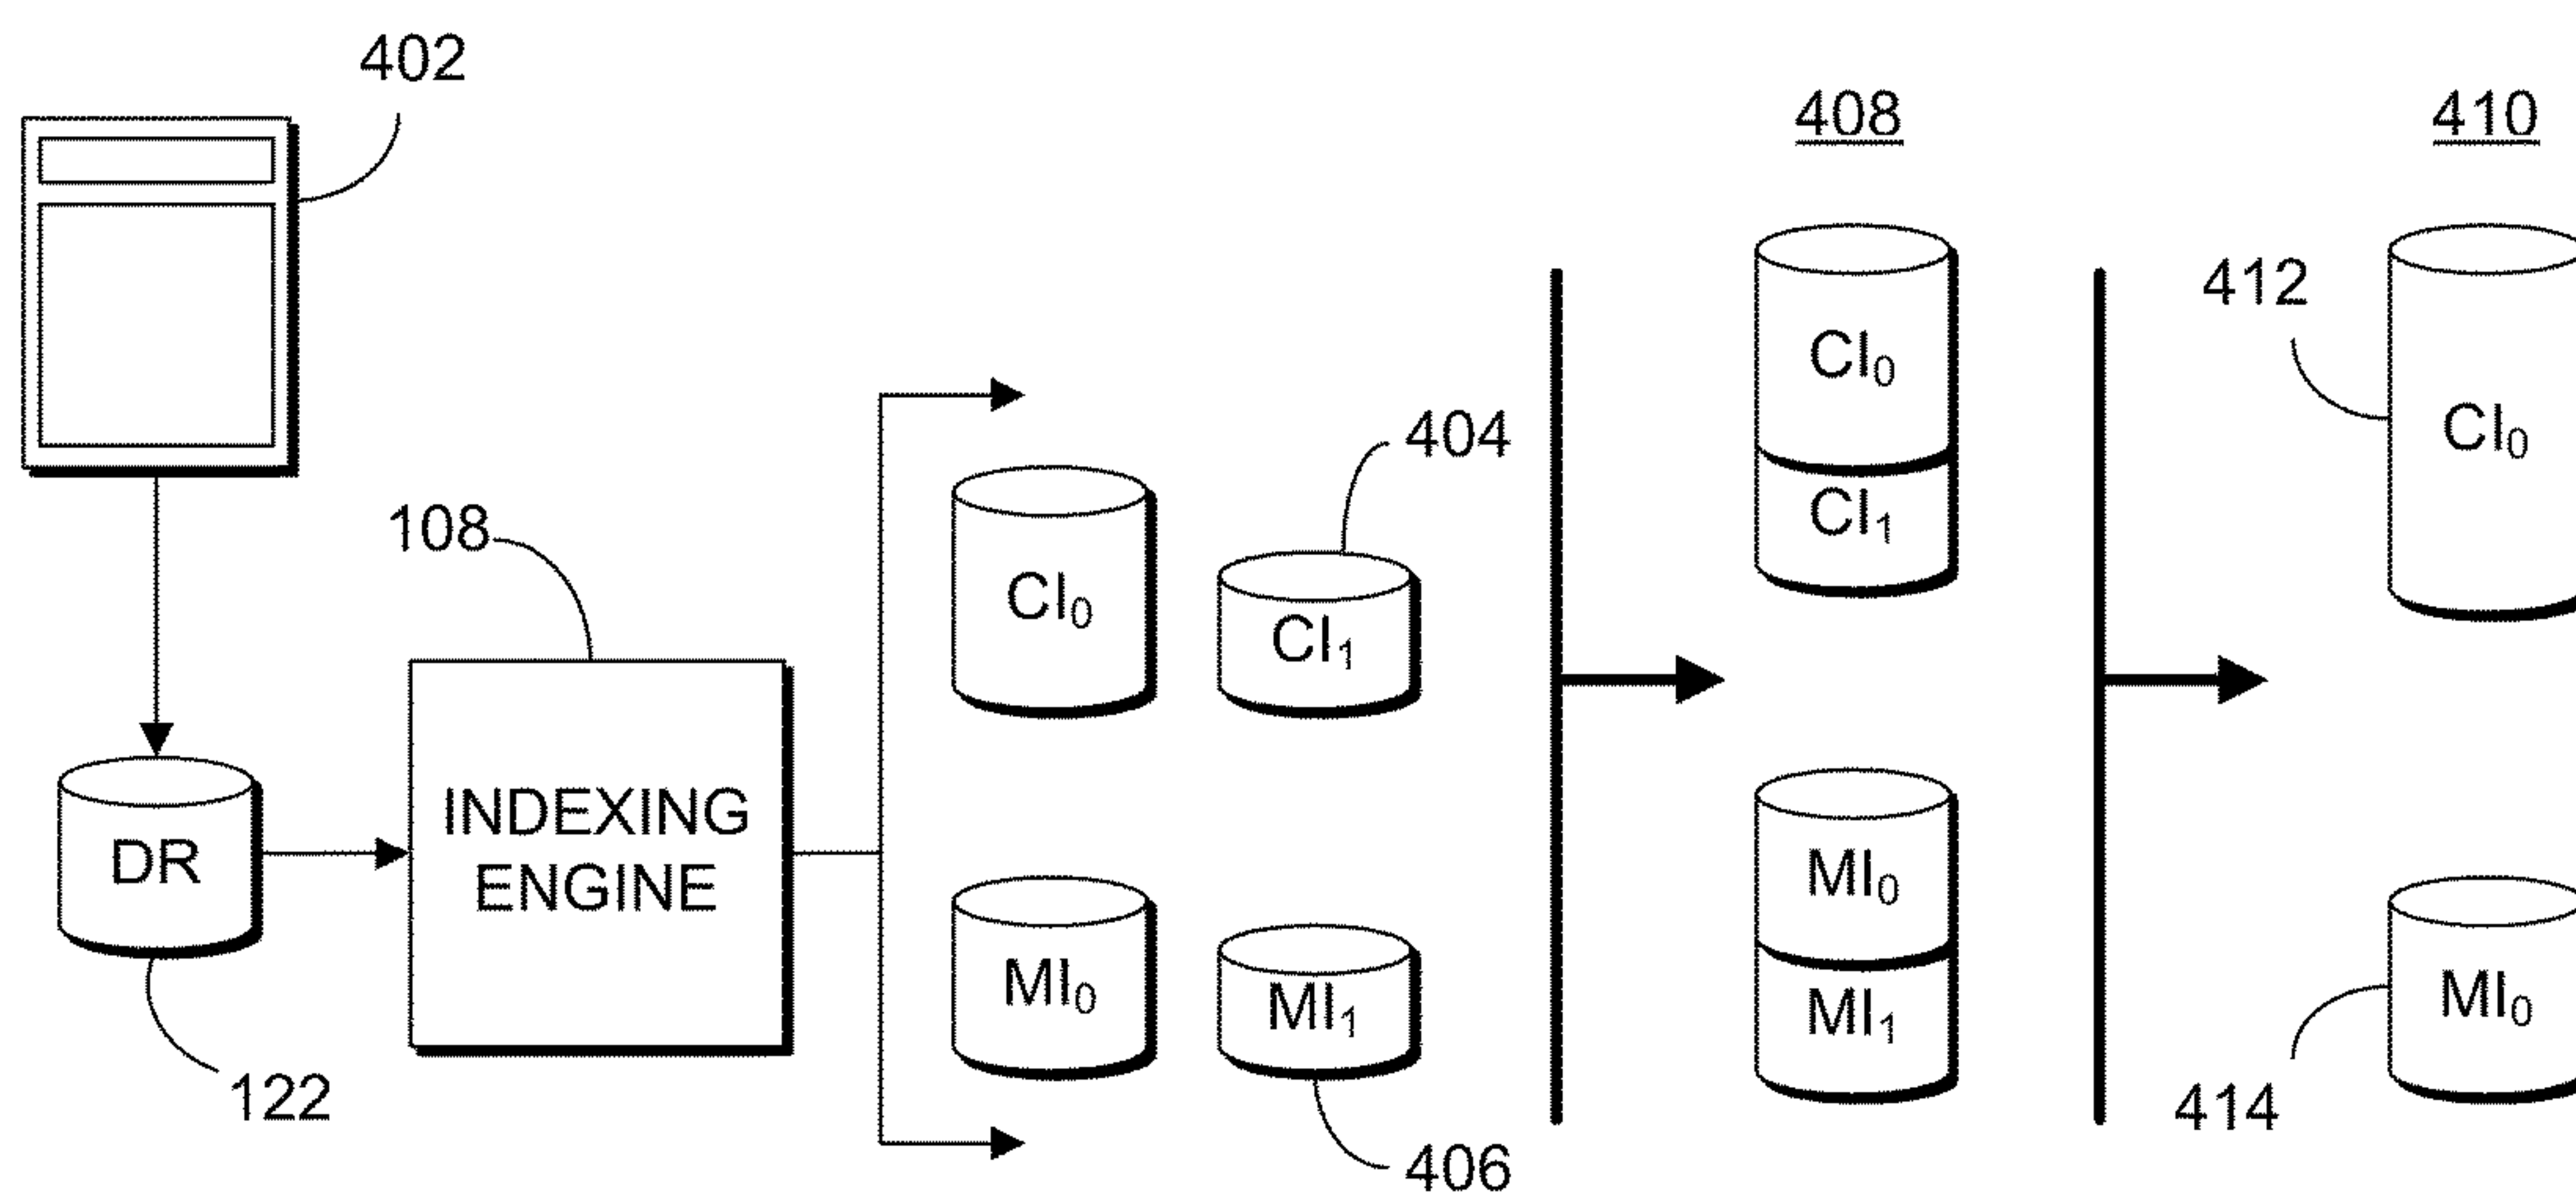 402
408
410
412
CI₀
CI₀
404
CI₀
CI₁
108
CI₀
CI₁
INDEXING
ENGINE
DR
MI₀
MI₀
MI₁
MI₀
MI₁
122
414
406